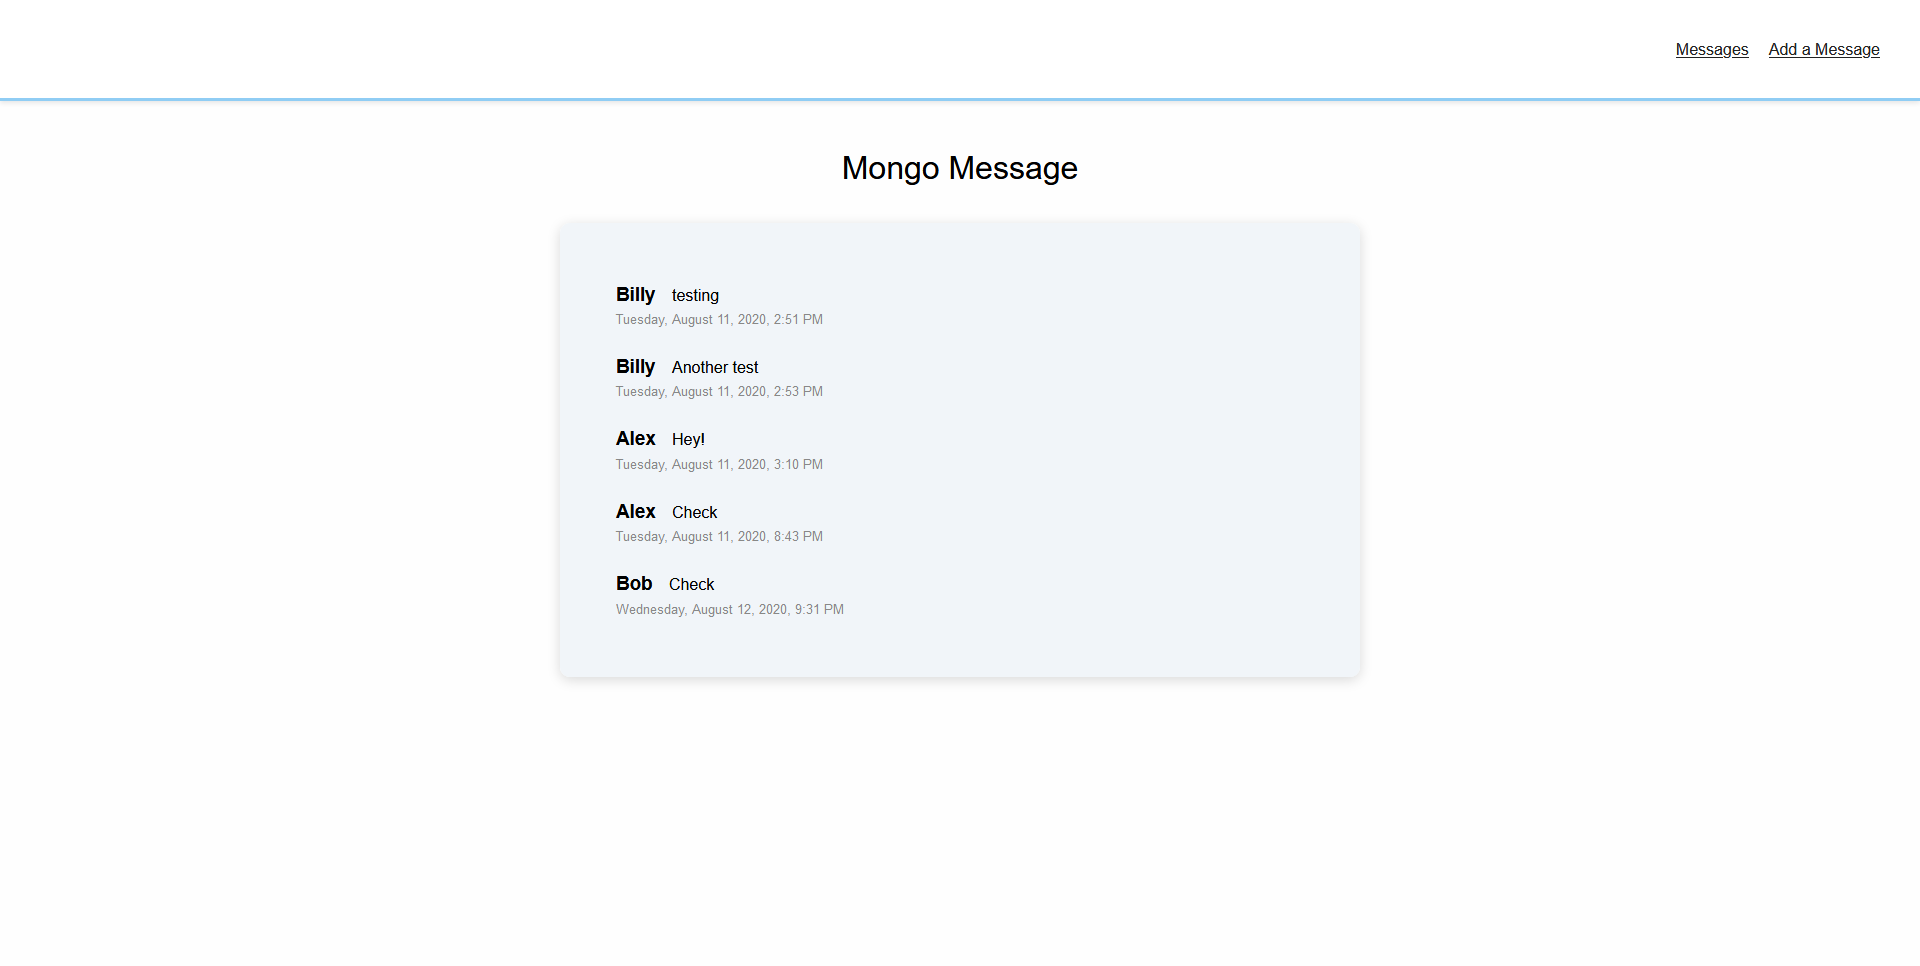 Messages Add a Message
Mongo Message
Billy testing
Tuesday, August 11, 2020, 2:51 PM
Billy Another test
Tuesday, August 11, 2020, 2:53 PM
Alex Hey!
Tuesday, August 11, 2020, 3:10 PM
Alex Check
Tuesday, August 11, 2020, 8:43 PM
Bob Check
Wednesday, August 12, 2020, 9:31 PM